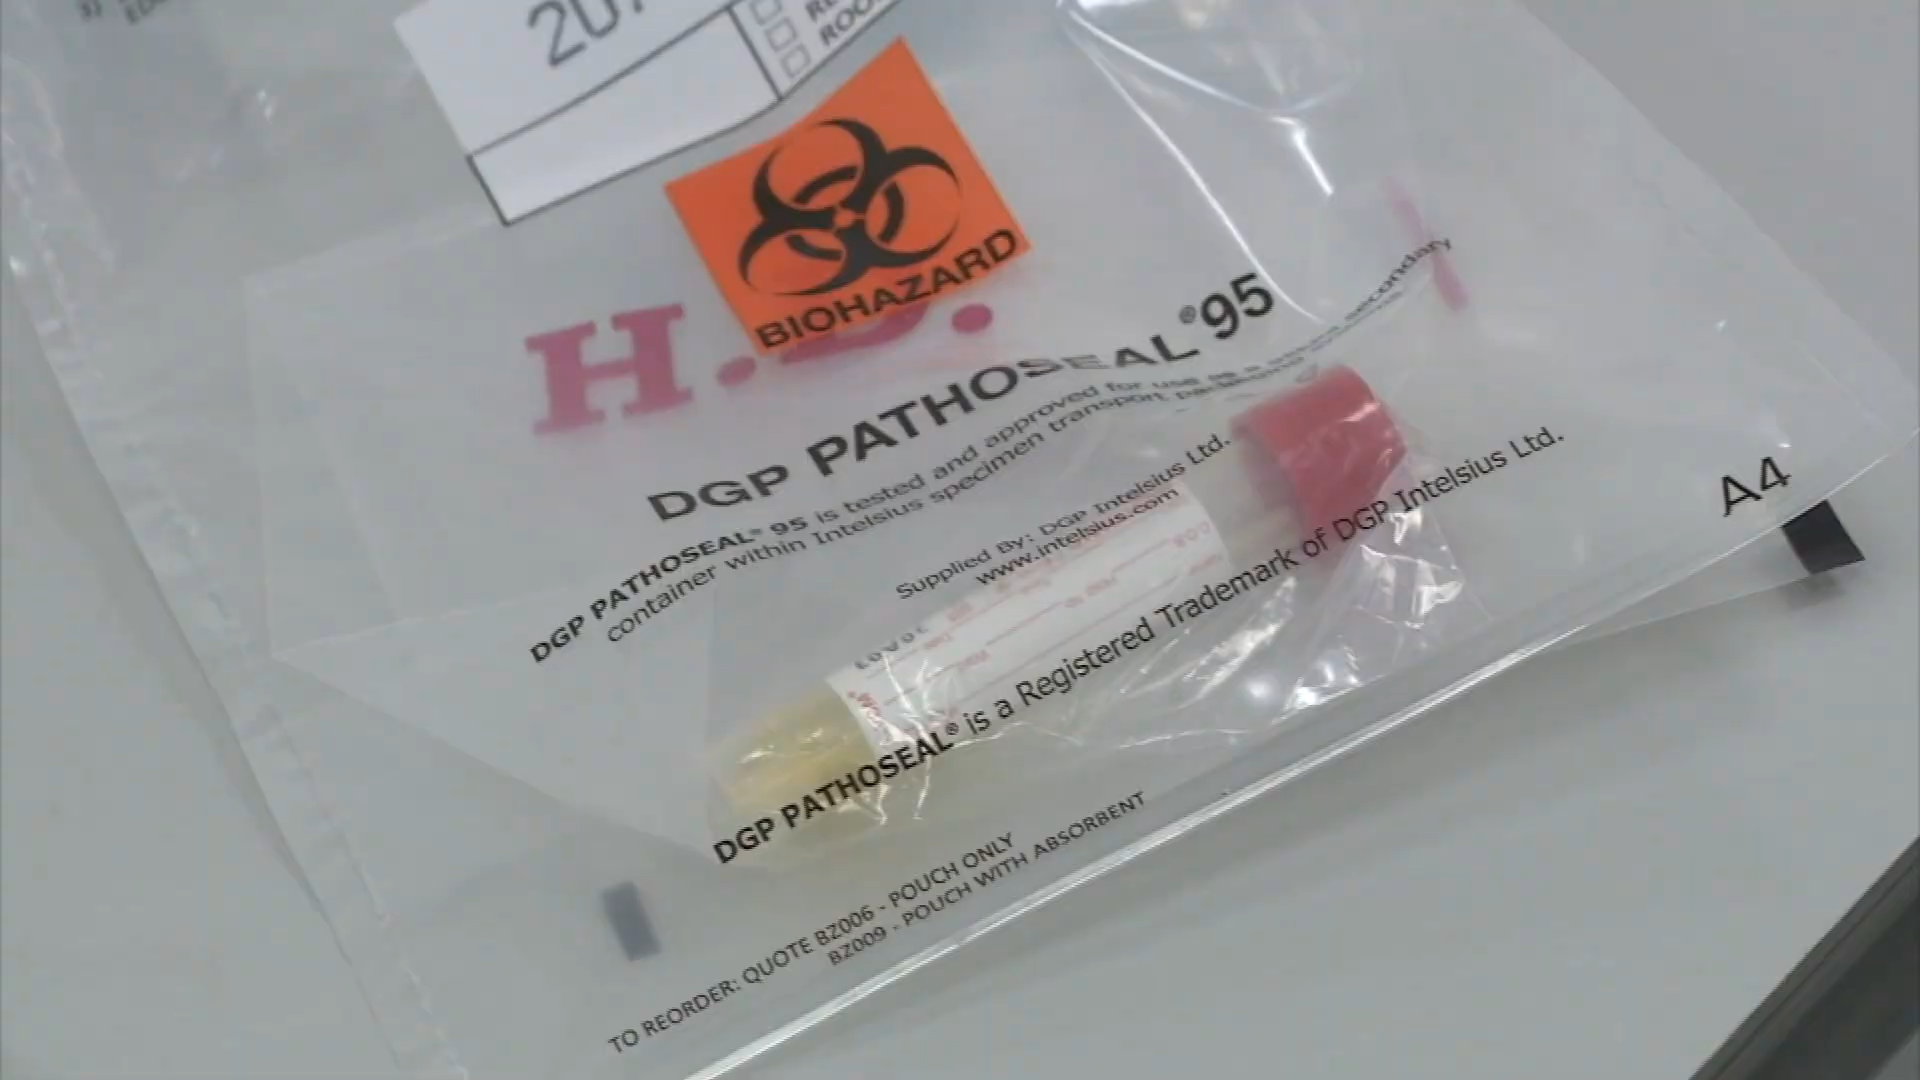 BIOHAZARD
H.
DGP PATHOSEAL®95
DGP PATHOSEAL® 95 is tested and approved for use as a secondary
container within Intelsius specimen transport
Supplied By: DGP Intelsius Ltd.
www.intelsius.com
DGP PATHOSEAL® is a Registered Trademark of DGP Intelsius Ltd.
A4
TO REORDER: QUOTE BZ006 - POUCH ONLY
BZ009 - POUCH WITH ABSORBENT